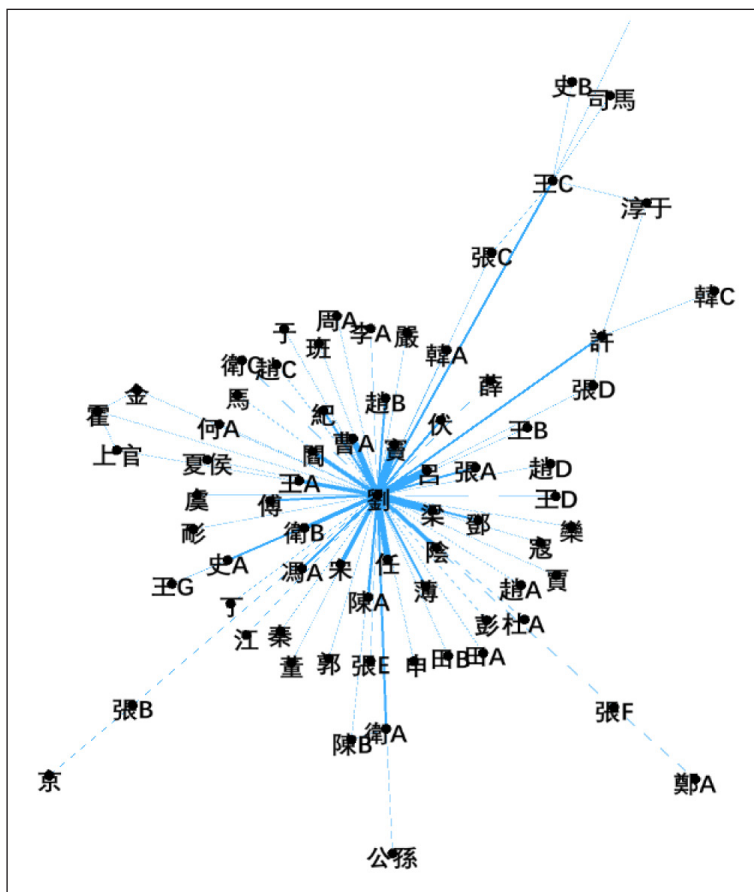 史B
司馬
王C
淳于
張C
韓C
周A
于
李A
嚴
許
班
韓A
衛C
趙C
薛
張D
金
馬
趙B
霍
紀
何A
伏
王B
曹A
竇
上官
閻
夏侯
呂
張A
趙D
王A
虞
傅
劉
王D
梁
耏
衛B
鄧
欒
陰
寇
史A
馮A
宋
任
賈
王G
薄
趙A
丁
陳A
江
秦
彭
杜A
董
郭
張E
申
田B
田A
張B
張F
陳B
衛A
京
鄭A
公孫